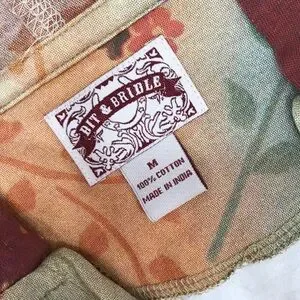 BIT & BRIDLE
M
100% COTTON
MADE IN INDIA